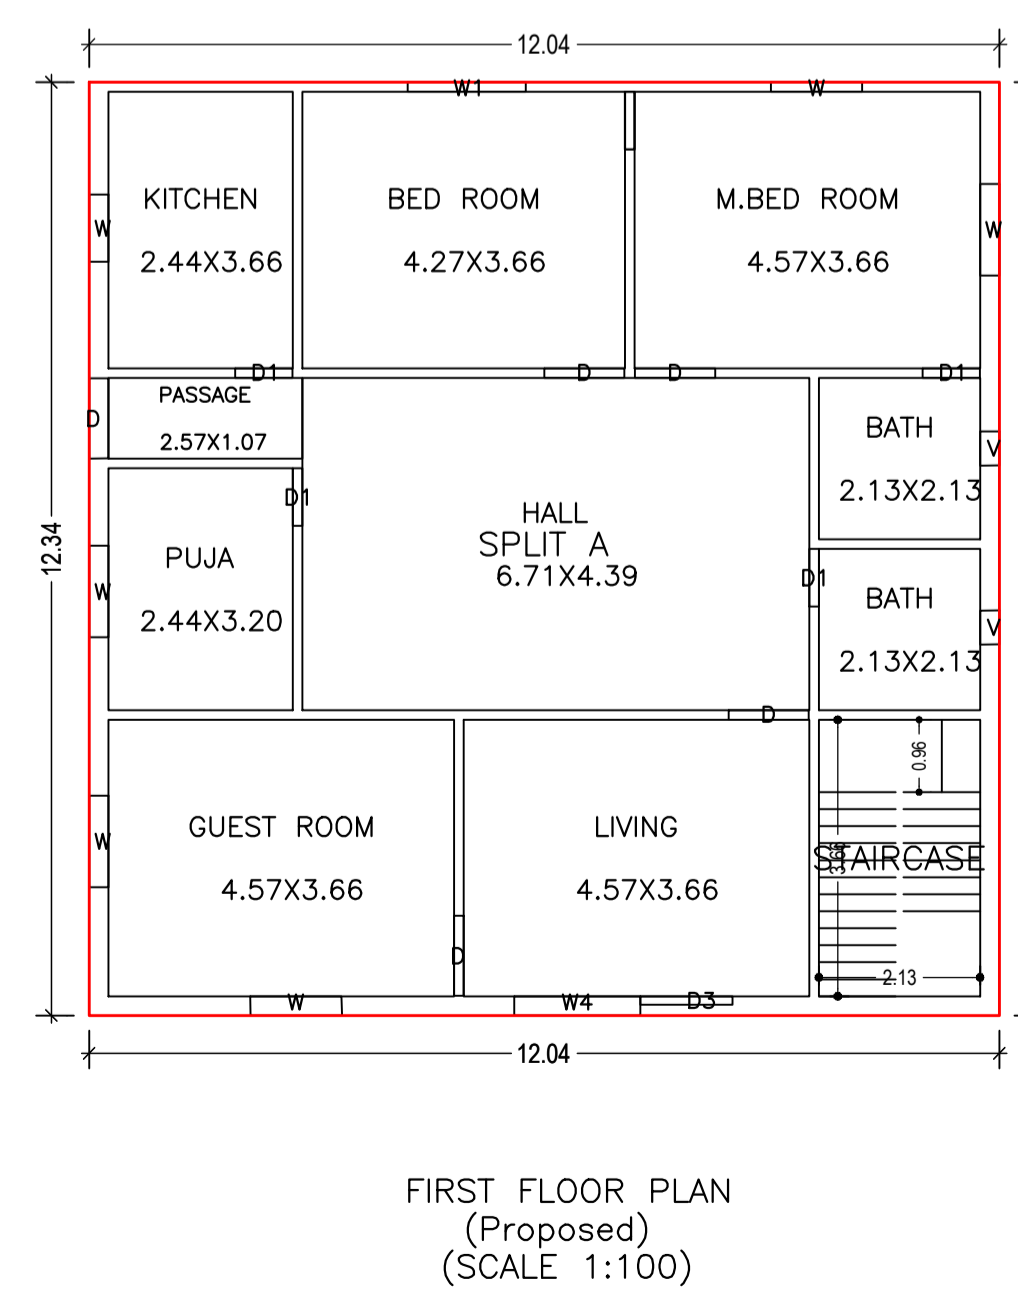 12.04
W1
W
KITCHEN
2.44X3.66
BED ROOM
4.27X3.66
M.BED ROOM
4.57X3.66
W
W
D1
D
D
D1
PASSAGE
2.57X1.07
D
BATH
2.13X2.13
V
D1
HALL
SPLIT A
6.71X4.39
12.34
PUJA
2.44X3.20
W
D1
BATH
2.13X2.13
V
D
0.96
GUEST ROOM
4.57X3.66
W
LIVING
4.57X3.66
STAIRCASE
3.66
2.13
D
W
W4
D3
12.04
FIRST FLOOR PLAN
(Proposed)
(SCALE 1:100)